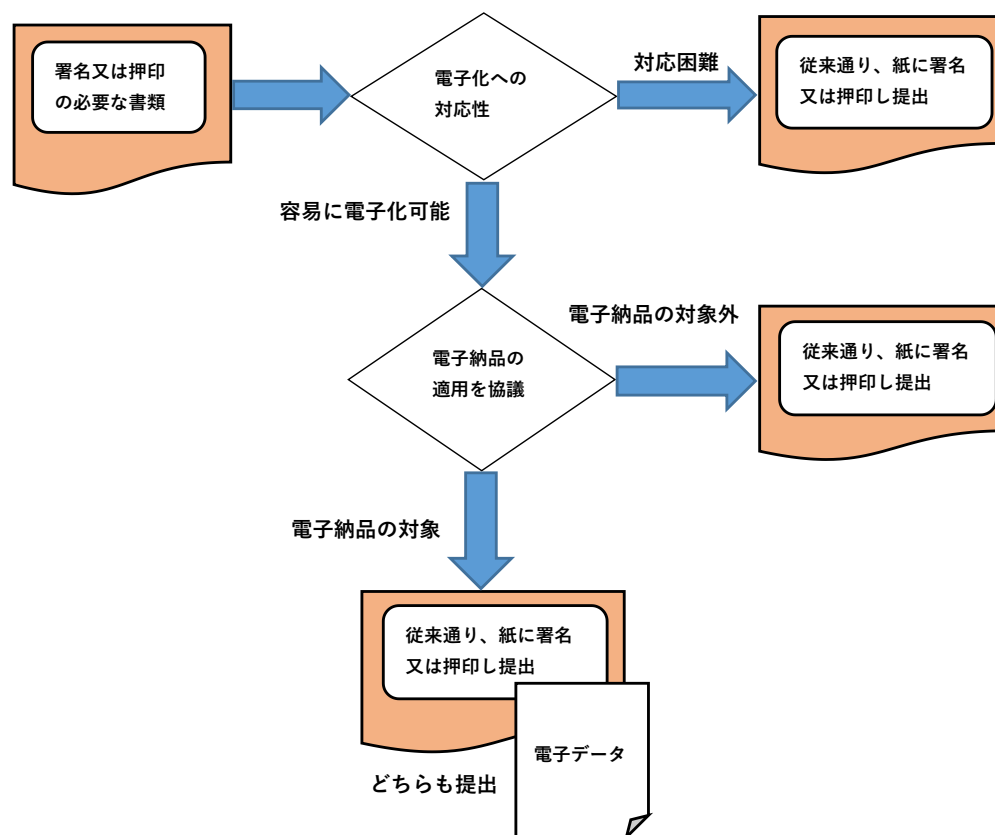 署名又は押印
の必要な書類
電子化への
対応性
対応困難
従来通り、紙に署名
又は押印し提出
容易に電子化可能
電子納品の
適用を協議
電子納品の対象外
従来通り、紙に署名
又は押印し提出
電子納品の対象
従来通り、紙に署名
又は押印し提出
電子データ
どちらも提出